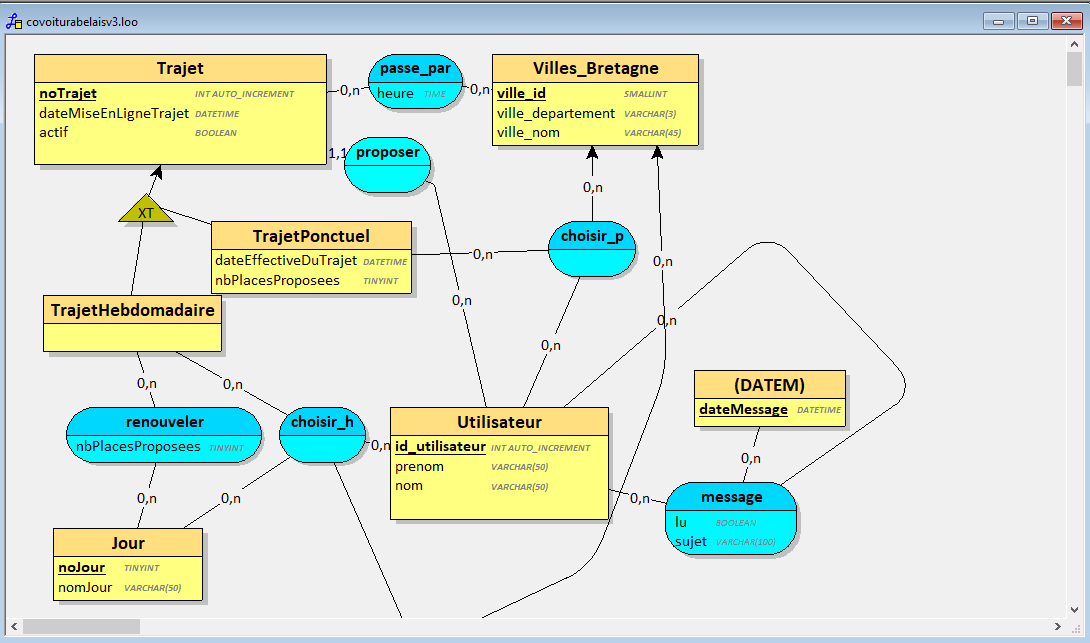 covoiturabelaisv3.loo
Trajet
noTrajet INT AUTO_INCREMENT
dateMiseEnLigneTrajet DATETIME
actif BOOLEAN
0,n
passe_par
heure TIME
0,n
Villes_Bretagne
ville_id SMALLINT
ville_departement VARCHAR(3)
ville_nom VARCHAR(45)
1,1
proposer
XT
0,n
TrajetPonctuel
dateEffectiveDuTrajet DATETIME
nbPlacesProposees TINYINT
0,n
choisir_p
0,n
TrajetHebdomadaire
0,n
0,n
0,n
0,n
0,n
(DATEM)
dateMessage DATETIME
renouveler
nbPlacesProposees TINYINT
choisir_h
0,n
Utilisateur
id_utilisateur INT AUTO_INCREMENT
prenom VARCHAR(50)
nom VARCHAR(50)
0,n
0,n
0,n
0,n
message
lu BOOLEAN
sujet VARCHAR(100)
Jour
noJour TINYINT
nomJour VARCHAR(50)